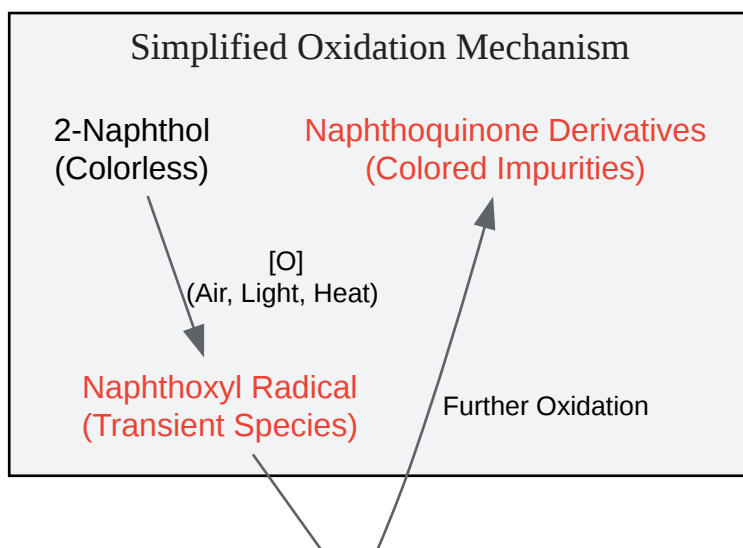 Simplified Oxidation Mechanism
2-Naphthol
(Colorless)
Naphthoquinone Derivatives
(Colored Impurities)
[O]
(Air, Light, Heat)
Naphthoxyl Radical
(Transient Species)
Further Oxidation